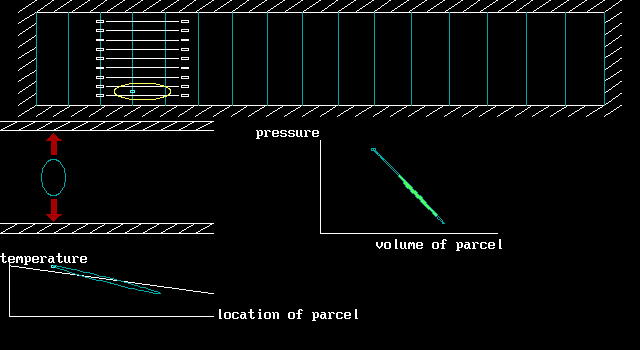 pressure
volume of parcel
temperature
location of parcel